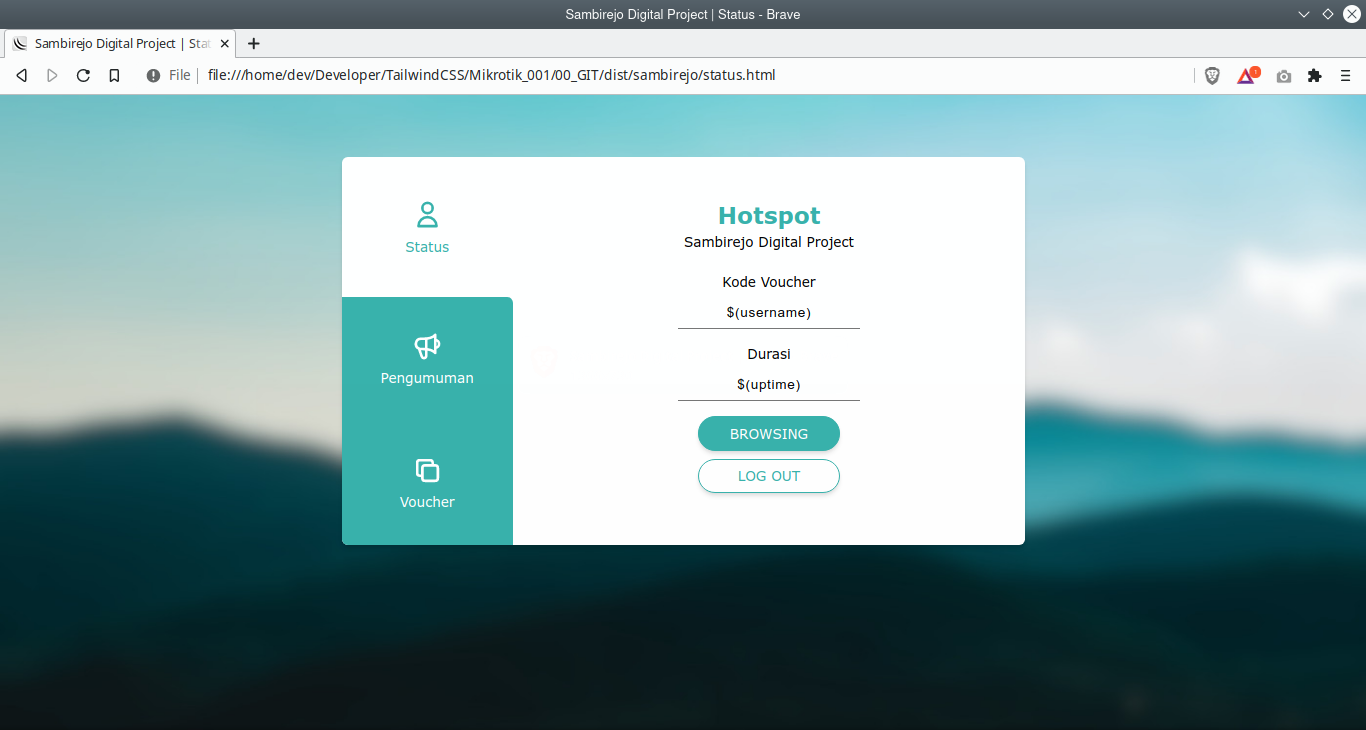 Sambirejo Digital Project | Status - Brave
Sambirejo Digital Project | Stat
File
file:///home/dev/Developer/TailwindCSS/Mikrotik_001/00_GIT/dist/sambirejo/status.html
1
Status
Pengumuman
Voucher
Hotspot
Sambirejo Digital Project
Kode Voucher
$(username)
Durasi
$(uptime)
BROWSING
LOG OUT